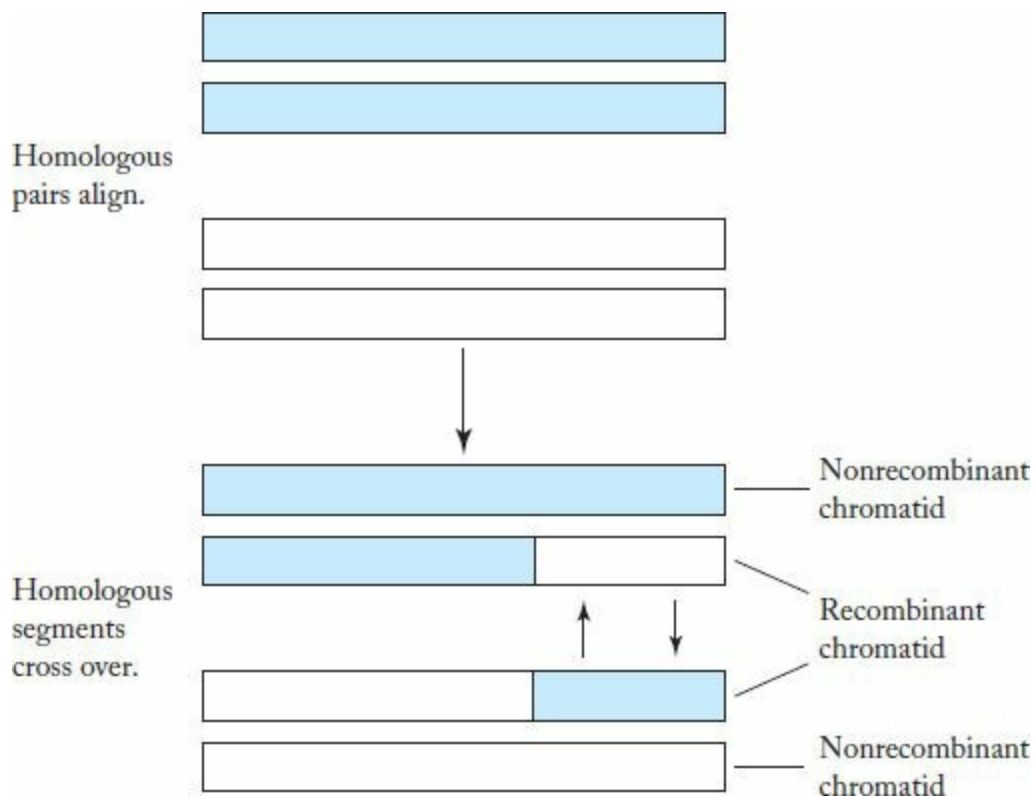 Homologous
pairs align.
Nonrecombinant
chromatid
Homologous
segments
cross over.
Recombinant
chromatid
Nonrecombinant
chromatid